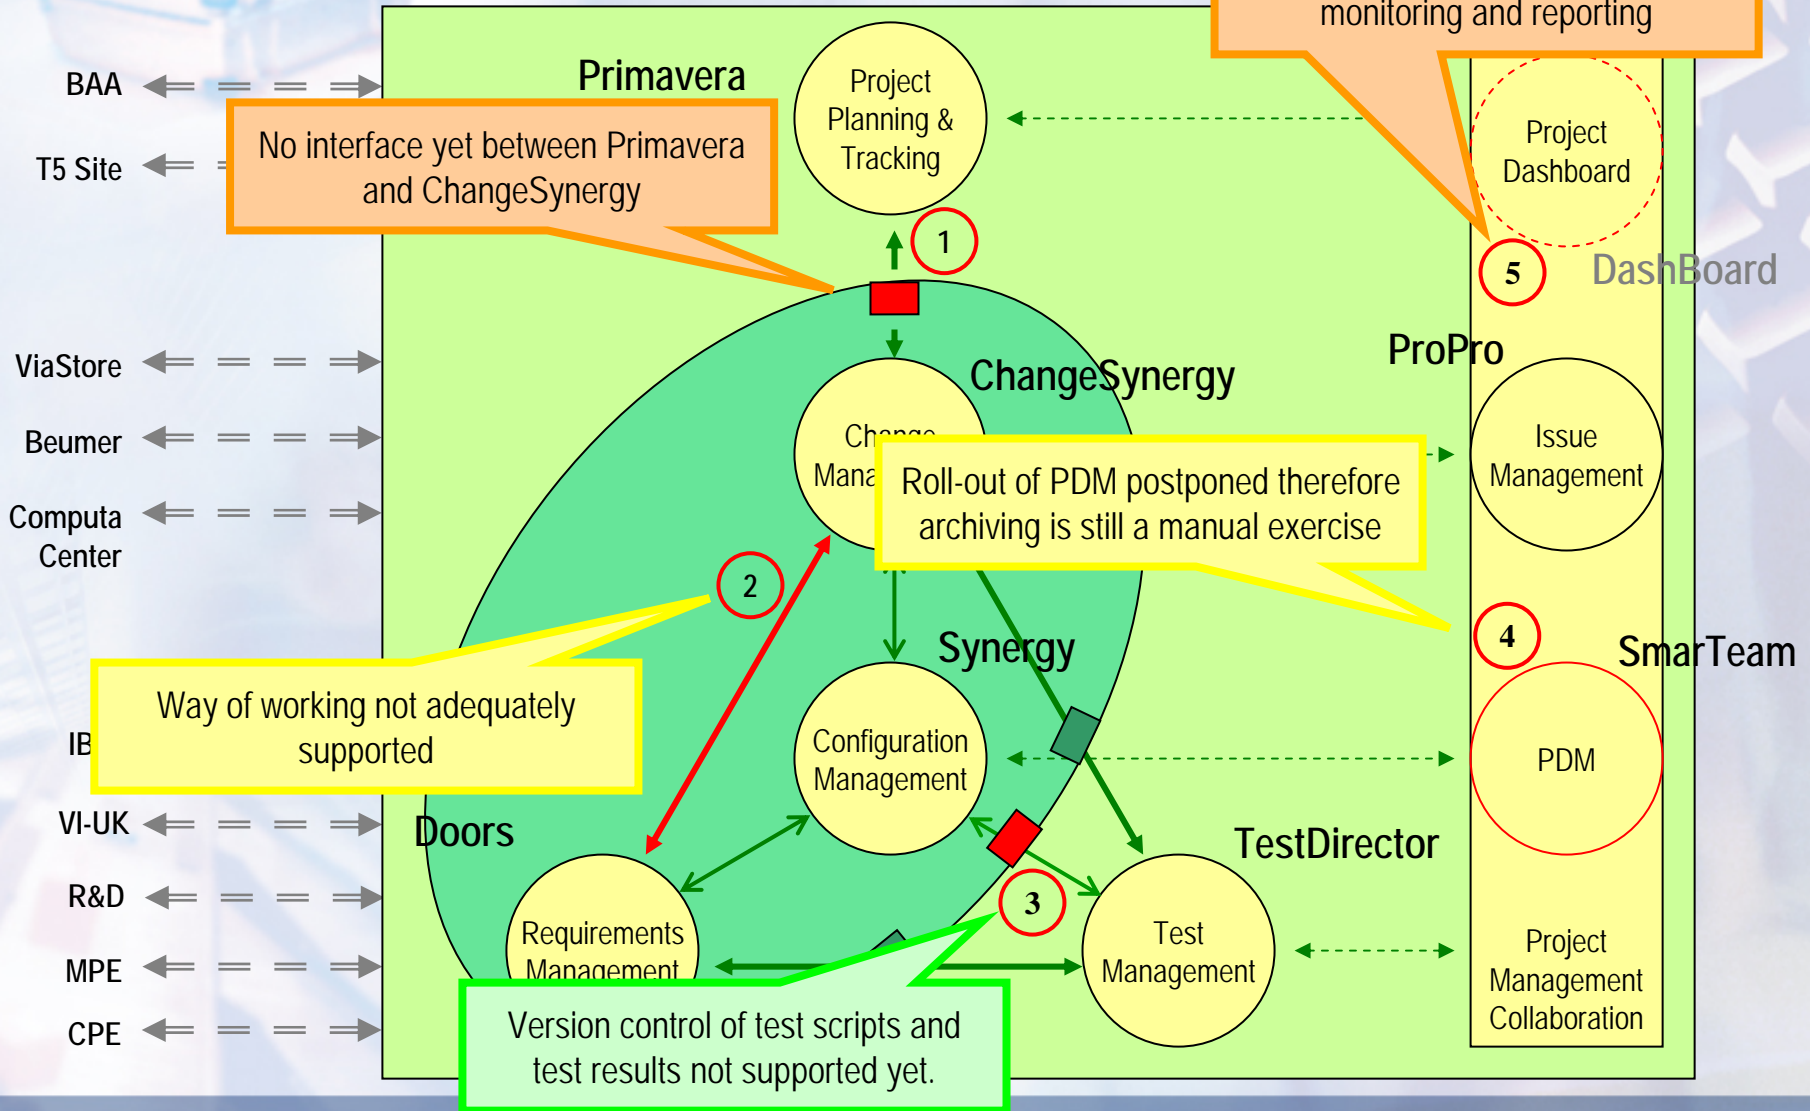 monitoring and reporting
BAA
Primavera
Project
Planning &
Tracking
Project
Dashboard
No interface yet between Primavera
and ChangeSynergy
T5 Site
1
5
DashBoard
ViaStore
ChangeSynergy
ProPro
Beumer
Change
Issue
Management
Roll-out of PDM postponed therefore
archiving is still a manual exercise
Computa
Center
2
4
Synergy
SmarTeam
Way of working not adequately
supported
Configuration
Management
PDM
VI-UK
Doors
TestDirector
R&D
3
Requirements
Management
Test
Management
Project
Management
Collaboration
MPE
CPE
Version control of test scripts and
test results not supported yet.